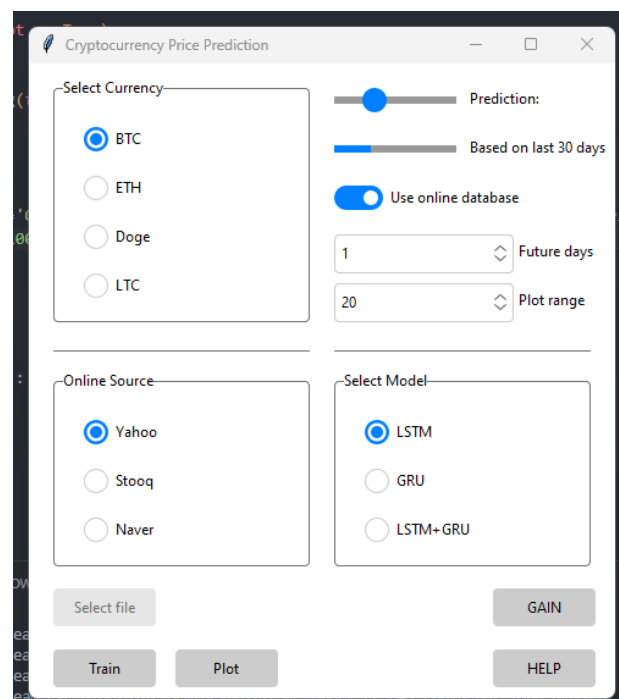 Cryptocurrency Price Prediction
Select Currency
BTC
ETH
Doge
LTC
Prediction:
Based on last 30 days
Use online database
1 Future days
20 Plot range
Online Source
Yahoo
Stooq
Naver
Select Model
LSTM
GRU
LSTM+GRU
Select file
GAIN
Train
Plot
HELP